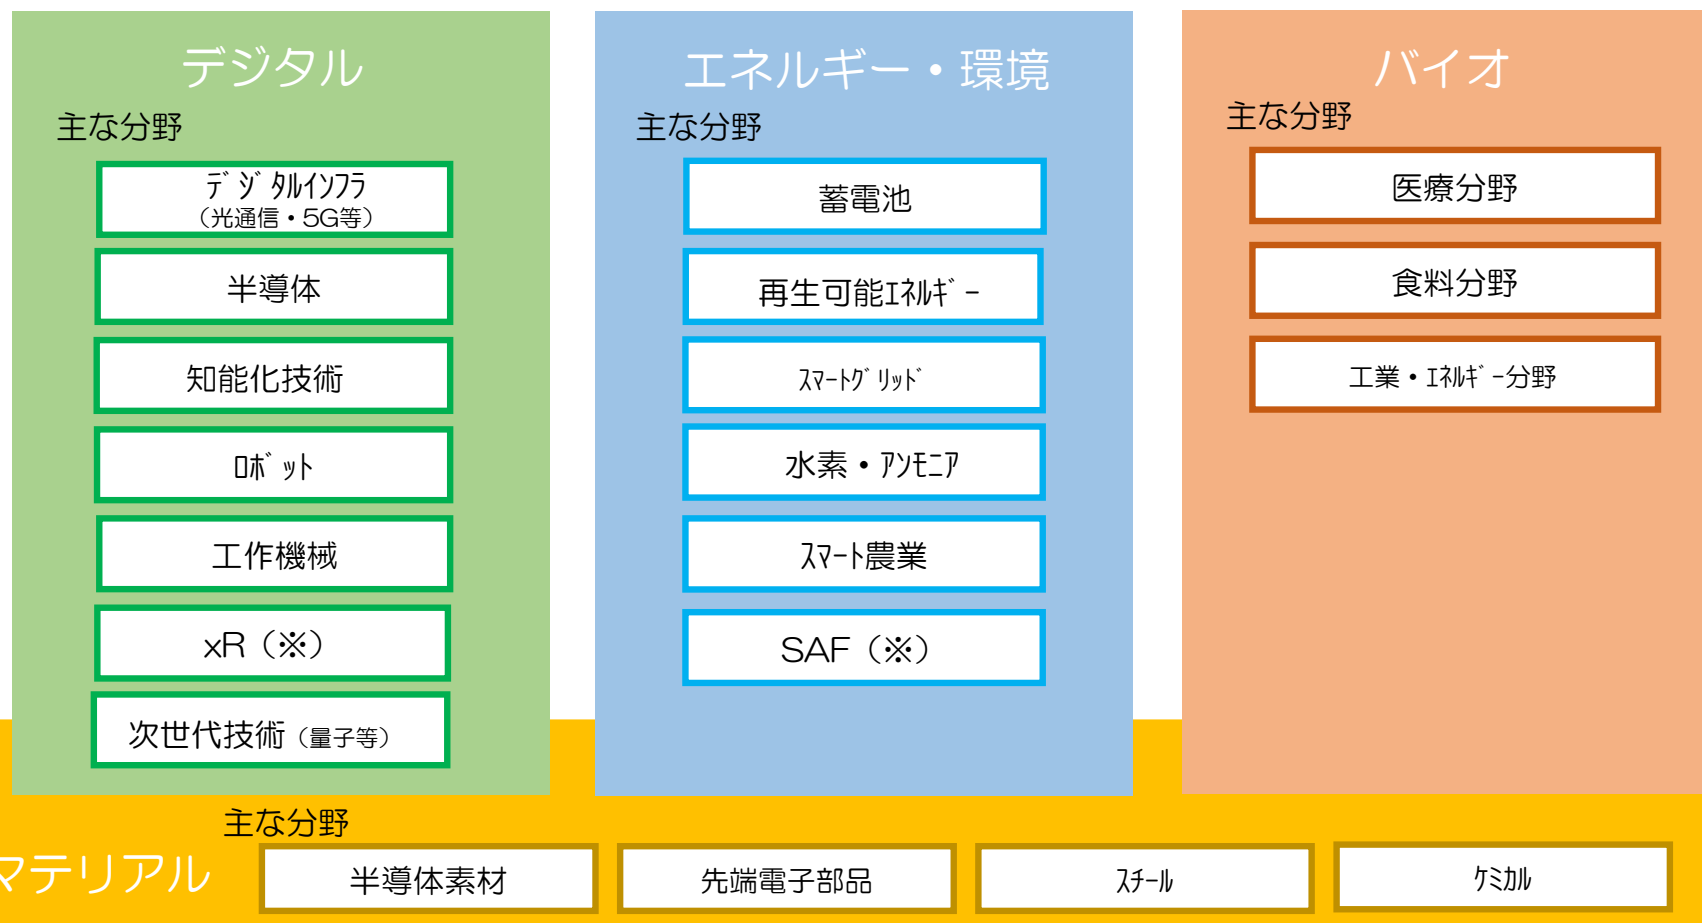 デジタル
主な分野
ﾃﾞｼﾞﾀﾙｲﾝﾌﾗ
（光通信・5G等）
半導体
知能化技術
ﾛﾎﾞｯﾄ
工作機械
xR（※）
次世代技術（量子等）
エネルギー・環境
主な分野
蓄電池
再生可能ｴﾈﾙｷﾞｰ
ｽﾏｰﾄｸﾞﾘｯﾄﾞ
水素・ｱﾝﾓﾆｱ
ｽﾏｰﾄ農業
SAF（※）
バイオ
主な分野
医療分野
食料分野
工業・ｴﾈﾙｷﾞｰ分野
主な分野
マテリアル
半導体素材
先端電子部品
ｽﾁｰﾙ
ｹﾐｶﾙ